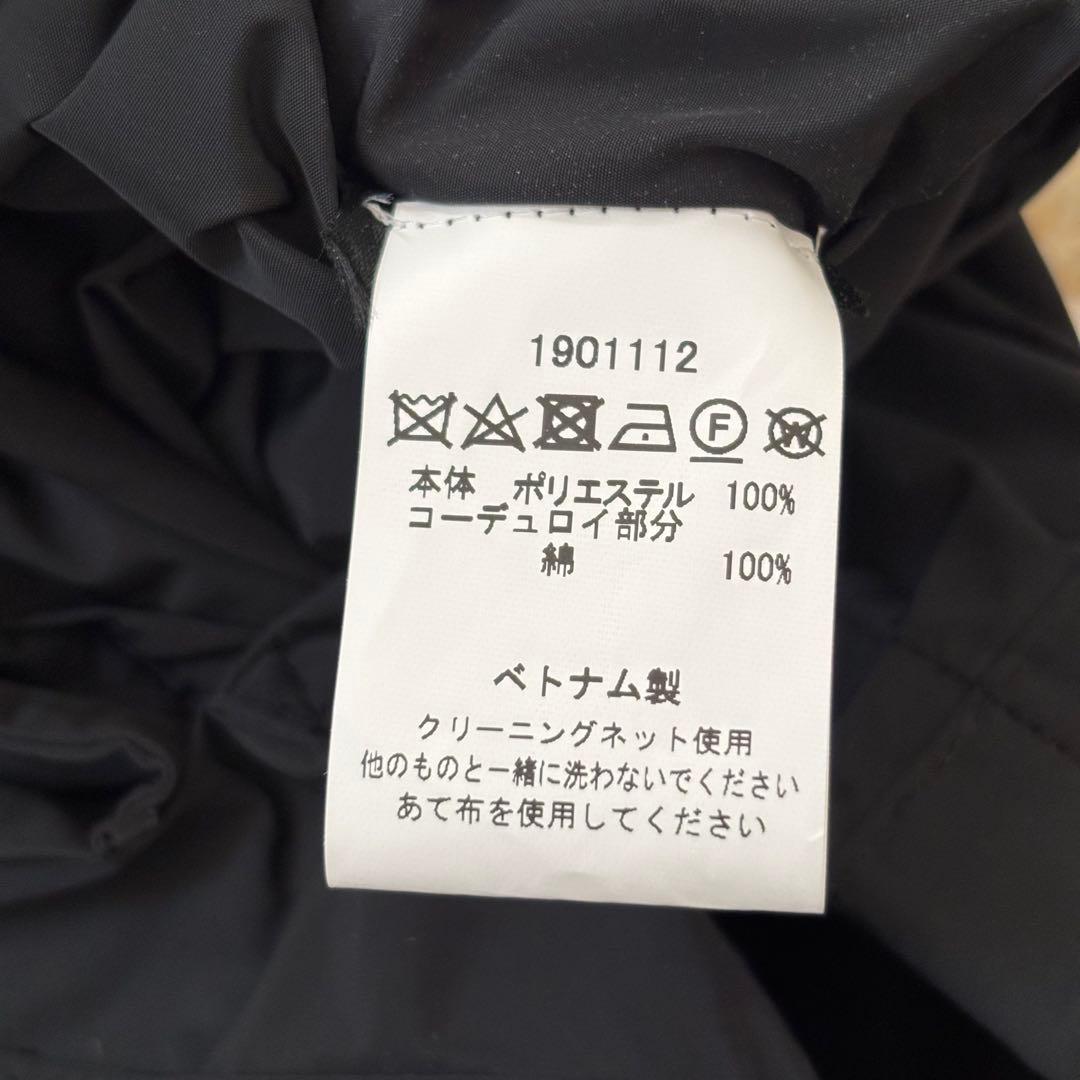 1901112
F W
本体 ポリエステル 100%
コーデュロイ部分
綿 100%
ベトナム製
クリーニングネット使用
他のものと一緒に洗わないでください
あて布を使用してください